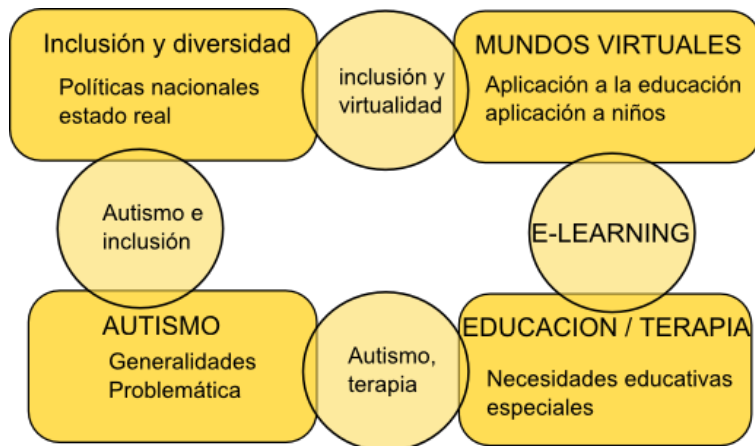 Inclusión y diversidad
Políticas nacionales
estado real
inclusión y
virtualidad
MUNDOS VIRTUALES
Aplicación a la educación
aplicación a niños
Autismo e
inclusión
E-LEARNING
AUTISMO
Generalidades
Problemática
Autismo,
terapia
EDUCACION / TERAPIA
Necesidades educativas
especiales